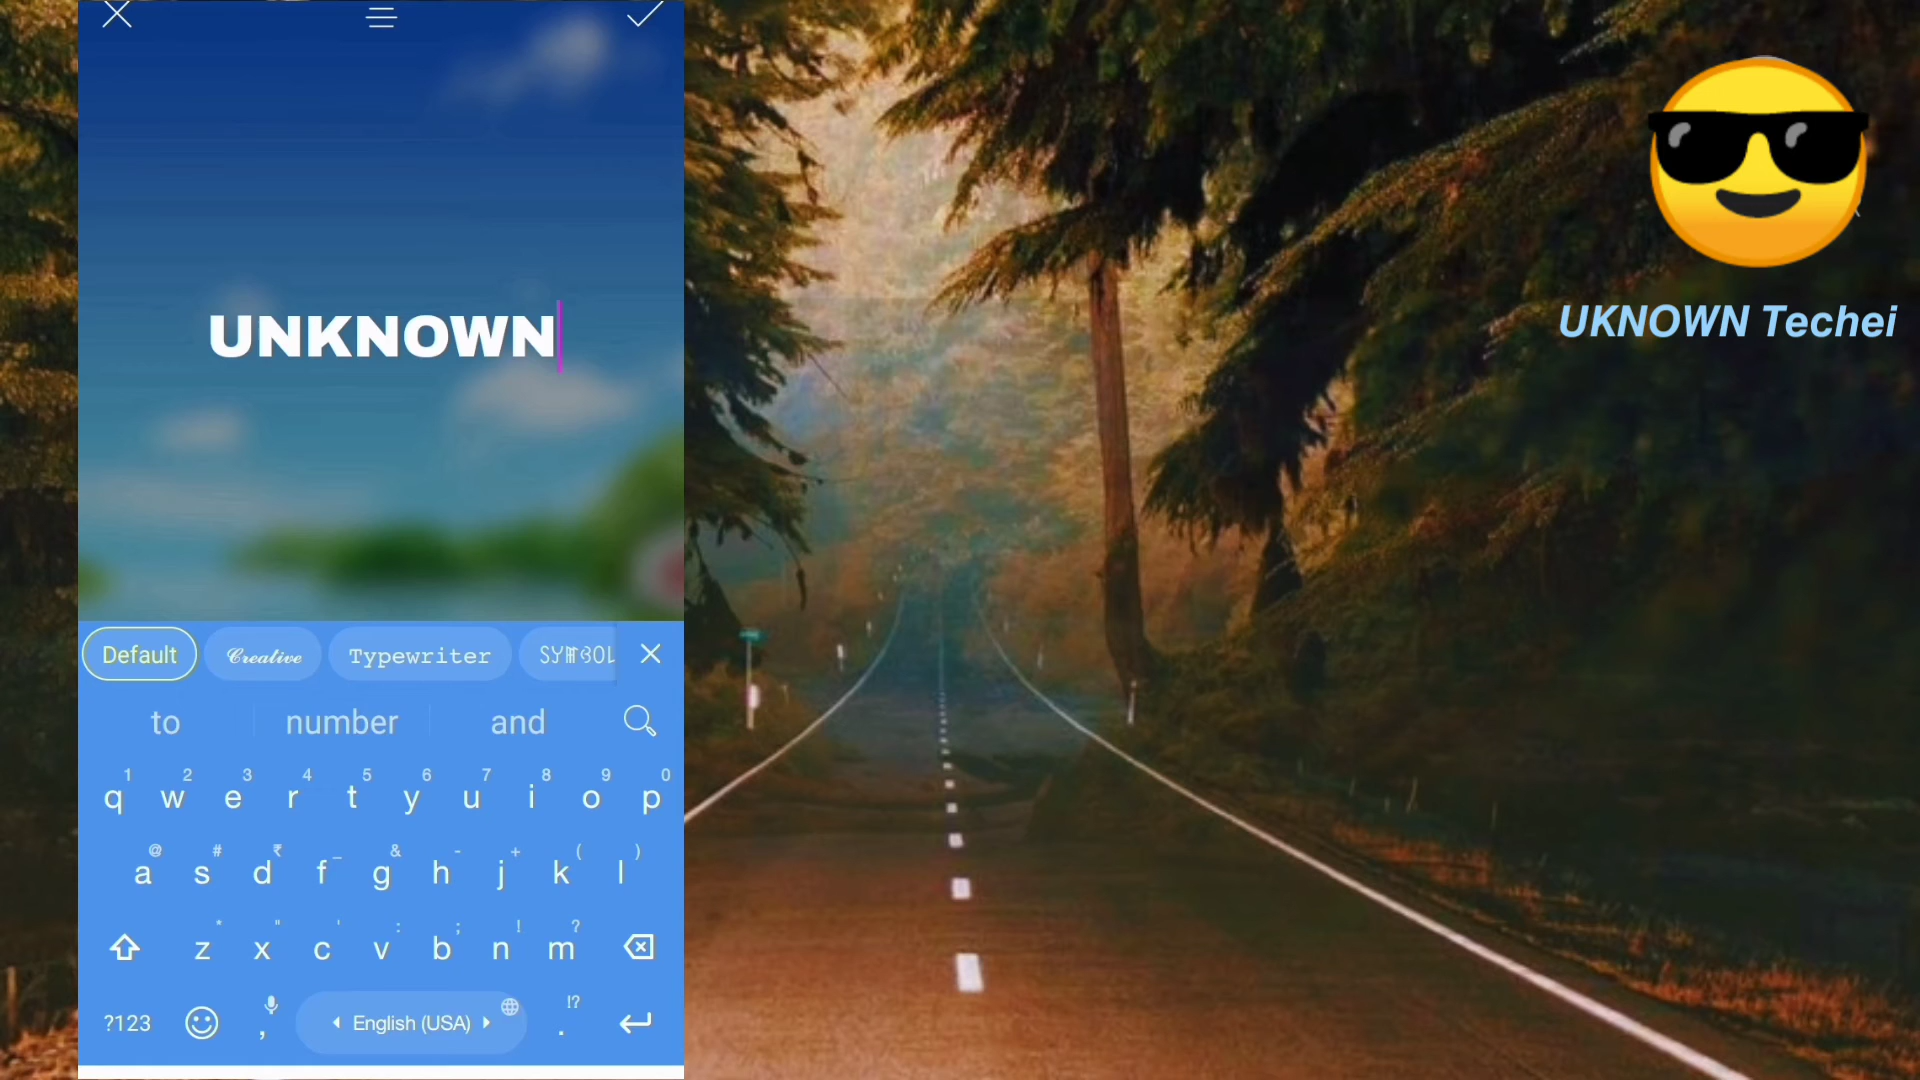 UNKNOWN
UKNOWN Techei
Default Creative Typewriter
to number and
1 2 3 4 5 6 7 8 9 0
q w e r t y u i o p
@ # ₹ _ & - + ( )
a s d f g h j k l
* " ' : ; ! ?
z x c v b n m
!?
?123 , English (USA) .